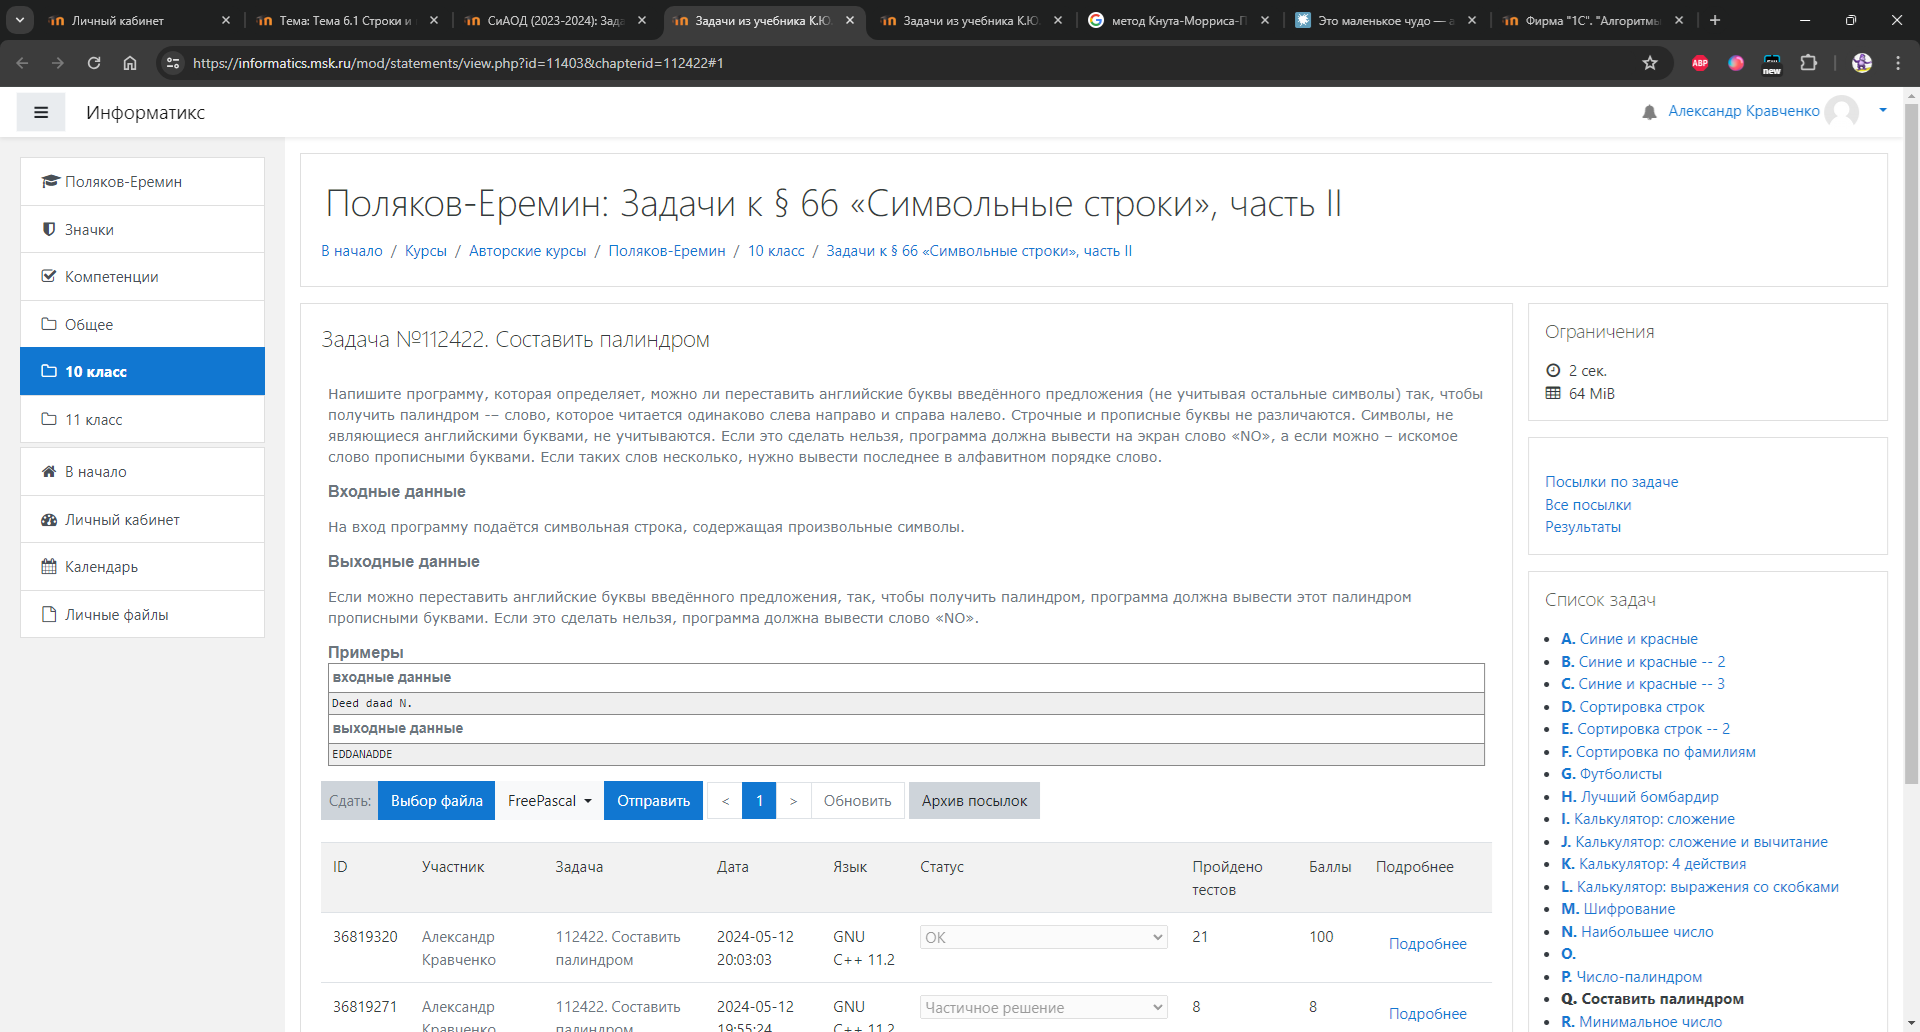 Личный кабинет
Тема: Тема 6.1 Строки и
СиАОД (2023-2024): Зада
Задачи из учебника К.Ю.
Задачи из учебника К.Ю.
метод Кнута-Морриса-П
Это маленькое чудо — а
Фирма "1С". "Алгоритмы
https://informatics.msk.ru/mod/statements/view.php?id=11403&chapterid=112422#1
ABP
new
Информатикс
Александр Кравченко
Поляков-Еремин
Значки
Компетенции
Общее
10 класс
11 класс
В начало
Личный кабинет
Календарь
Личные файлы
Поляков-Еремин: Задачи к § 66 «Символьные строки», часть II
В начало / Курсы / Авторские курсы / Поляков-Еремин / 10 класс / Задачи к § 66 «Символьные строки», часть II
Задача №112422. Составить палиндром
Напишите программу, которая определяет, можно ли переставить английские буквы введённого предложения (не учитывая остальные символы) так, чтобы
получить палиндром -– слово, которое читается одинаково слева направо и справа налево. Строчные и прописные буквы не различаются. Символы, не
являющиеся английскими буквами, не учитываются. Если это сделать нельзя, программа должна вывести на экран слово «NO», а если можно – искомое
слово прописными буквами. Если таких слов несколько, нужно вывести последнее в алфавитном порядке слово.
Входные данные
На вход программу подаётся символьная строка, содержащая произвольные символы.
Выходные данные
Если можно переставить английские буквы введённого предложения, так, чтобы получить палиндром, программа должна вывести этот палиндром
прописными буквами. Если это сделать нельзя, программа должна вывести слово «NO».
Примеры
входные данные
Deed daad N.
выходные данные
EDDANADDE
Сдать: Выбор файла FreePascal Отправить < 1 > Обновить Архив посылок
ID Участник Задача Дата Язык Статус Пройдено тестов Баллы Подробнее
36819320 Александр Кравченко 112422. Составить палиндром 2024-05-12 20:03:03 GNU C++ 11.2 OK 21 100 Подробнее
36819271 Александр Кравченко 112422. Составить палиндром 2024-05-12 19:55:24 GNU C++ 11.2 Частичное решение 8 8 Подробнее
Ограничения
2 сек.
64 MiB
Посылки по задаче
Все посылки
Результаты
Список задач
A. Синие и красные
B. Синие и красные -- 2
C. Синие и красные -- 3
D. Сортировка строк
E. Сортировка строк -- 2
F. Сортировка по фамилиям
G. Футболисты
H. Лучший бомбардир
I. Калькулятор: сложение
J. Калькулятор: сложение и вычитание
K. Калькулятор: 4 действия
L. Калькулятор: выражения со скобками
M. Шифрование
N. Наибольшее число
O.
P. Число-палиндром
Q. Составить палиндром
R. Минимальное число